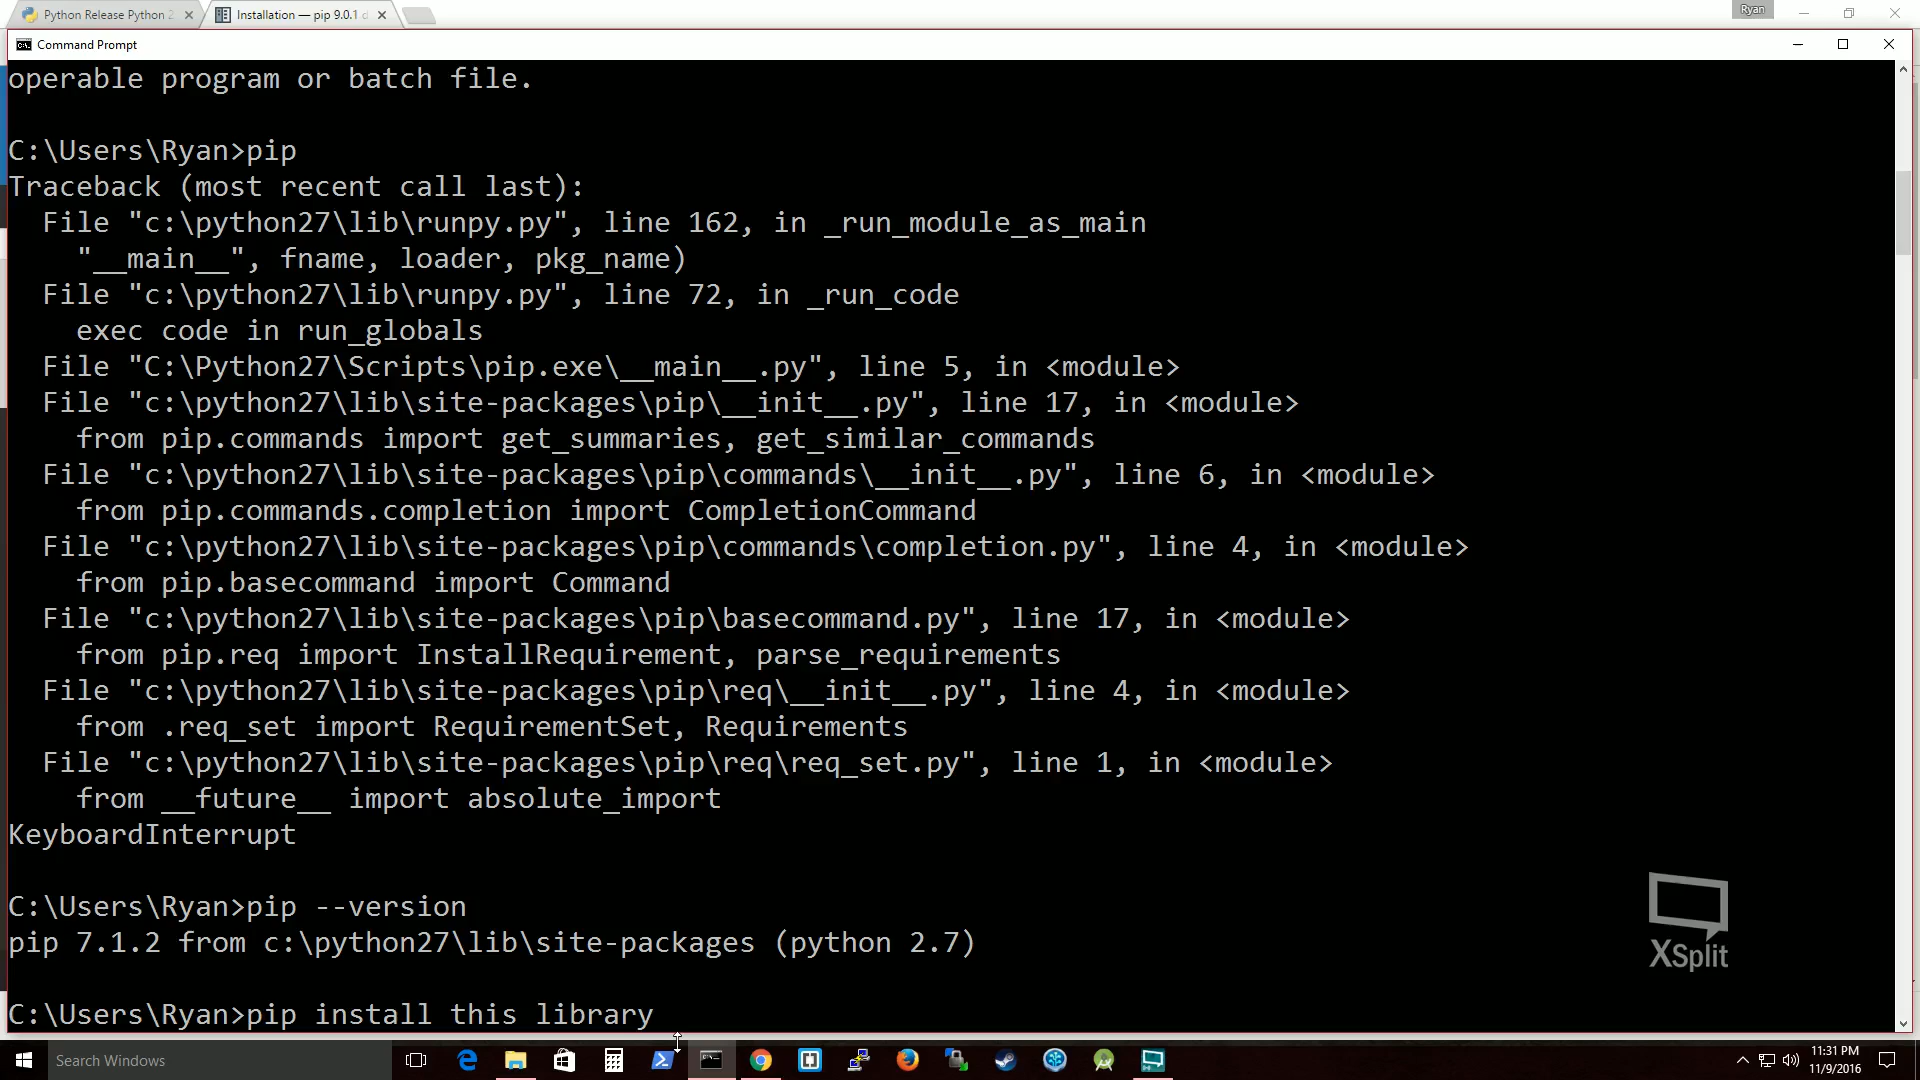 Python Release Python 2
Installation — pip 9.0.1 d
Ryan
Command Prompt
operable program or batch file.
C:\Users\Ryan>pip
Traceback (most recent call last):
File "c:\python27\lib\runpy.py", line 162, in _run_module_as_main
"__main__", fname, loader, pkg_name)
File "c:\python27\lib\runpy.py", line 72, in _run_code
exec code in run_globals
File "C:\Python27\Scripts\pip.exe\__main__.py", line 5, in <module>
File "c:\python27\lib\site-packages\pip\__init__.py", line 17, in <module>
from pip.commands import get_summaries, get_similar_commands
File "c:\python27\lib\site-packages\pip\commands\__init__.py", line 6, in <module>
from pip.commands.completion import CompletionCommand
File "c:\python27\lib\site-packages\pip\commands\completion.py", line 4, in <module>
from pip.basecommand import Command
File "c:\python27\lib\site-packages\pip\basecommand.py", line 17, in <module>
from pip.req import InstallRequirement, parse_requirements
File "c:\python27\lib\site-packages\pip\req\__init__.py", line 4, in <module>
from .req_set import RequirementSet, Requirements
File "c:\python27\lib\site-packages\pip\req\req_set.py", line 1, in <module>
from __future__ import absolute_import
KeyboardInterrupt
C:\Users\Ryan>pip --version
pip 7.1.2 from c:\python27\lib\site-packages (python 2.7)
C:\Users\Ryan>pip install this library
XSplit
Search Windows
11:31 PM
11/9/2016